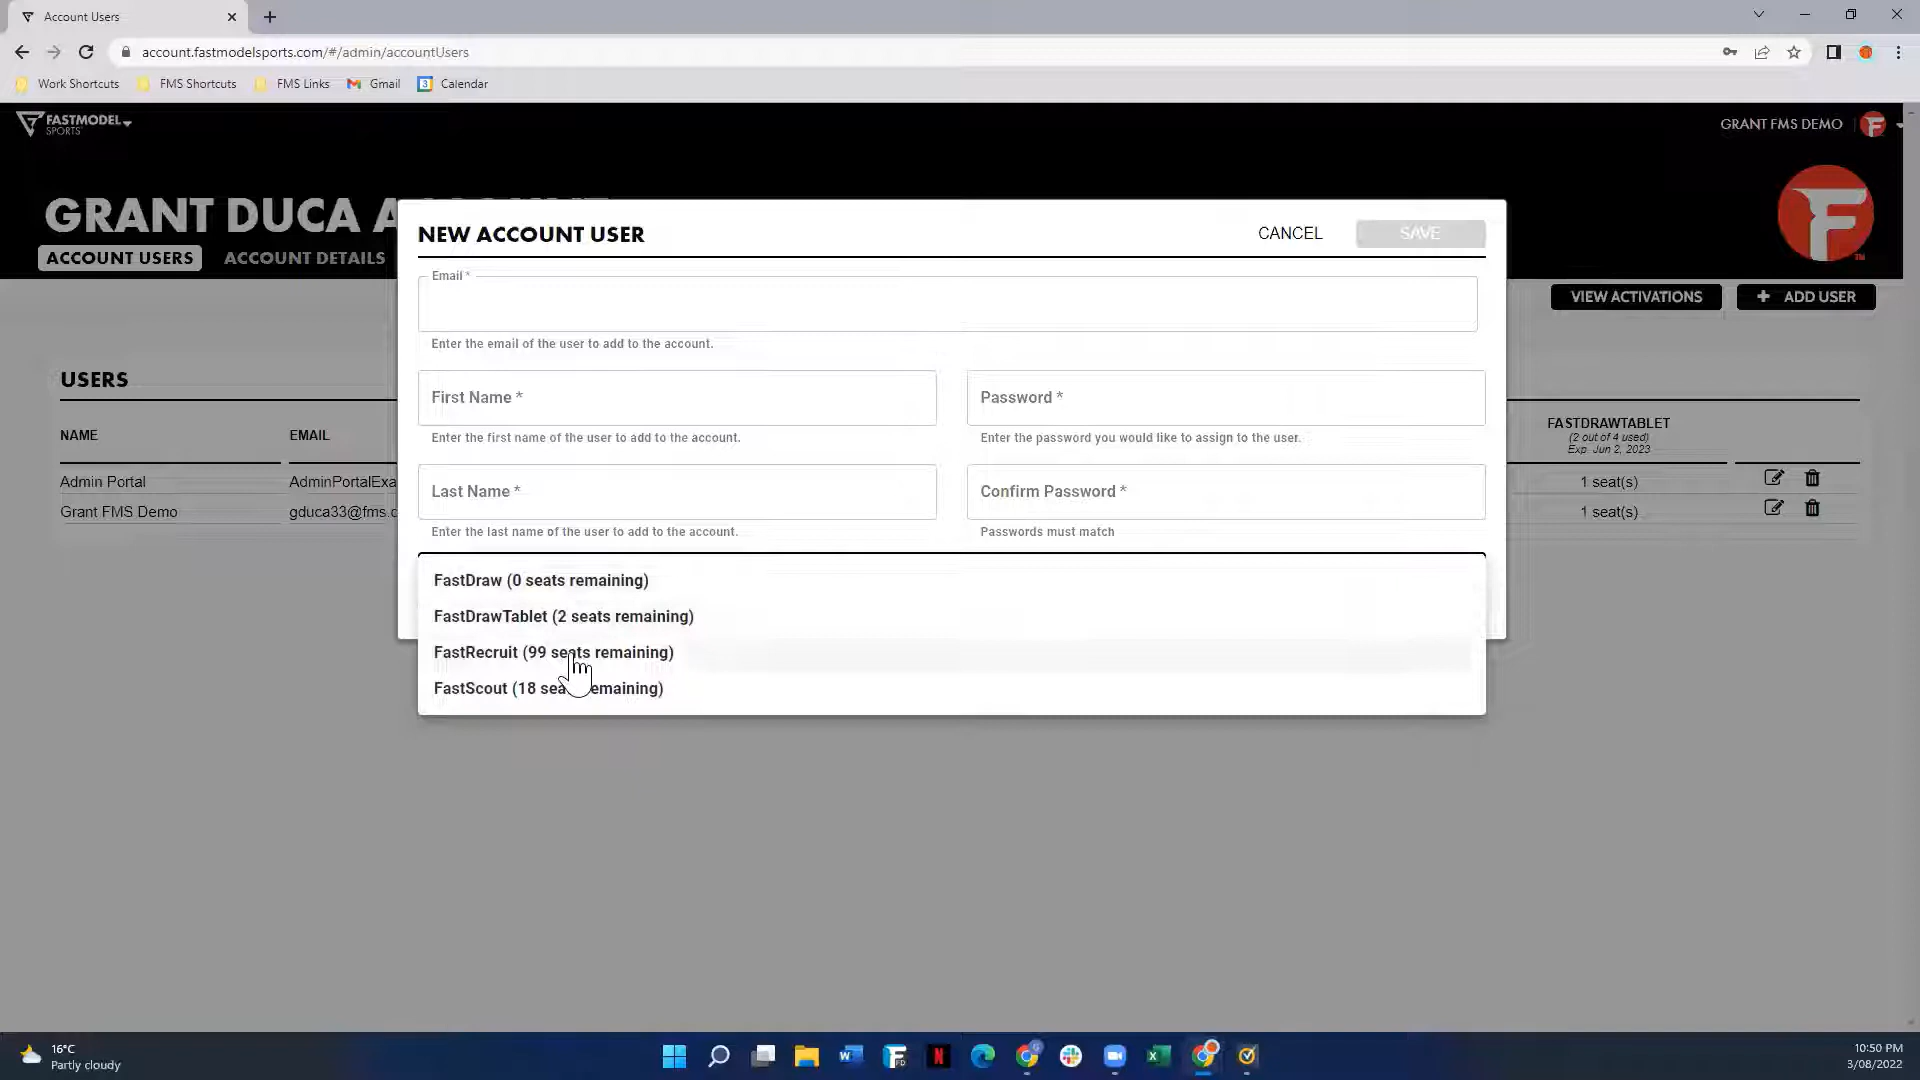 Account Users
account.fastmodelsports.com/#/admin/accountUsers
Work Shortcuts FMS Shortcuts FMS Links Gmail 3 Calendar
FASTMODEL
SPORTS
GRANT FMS DEMO
GRANT DUCA A
ACCOUNT USERS ACCOUNT DETAILS
VIEW ACTIVATIONS + ADD USER
NEW ACCOUNT USER CANCEL SAVE
Email *
Enter the email of the user to add to the account.
First Name * Password *
Enter the first name of the user to add to the account. Enter the password you would like to assign to the user.
Last Name * Confirm Password *
Enter the last name of the user to add to the account. Passwords must match
FastDraw (0 seats remaining)
FastDrawTablet (2 seats remaining)
FastRecruit (99 seats remaining)
FastScout (18 sea emaining)
USERS
NAME EMAIL FASTDRAWTABLET
(2 out of 4 used)
Exp. Jun 2, 2023
Admin Portal AdminPortalExa 1 seat(s)
Grant FMS Demo gduca33@fms.c 1 seat(s)
16°C
Partly cloudy
10:50 PM
3/08/2022